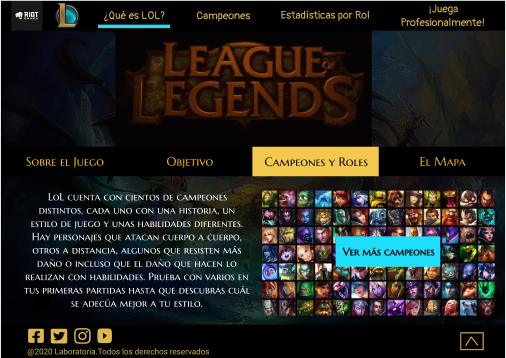 RIOT
¿Qué es LOL?
Campeones
Estadísticas por Rol
¡Juega
Profesionalmente!
LEAGUE of
LEGENDS
Sobre el Juego
Objetivo
Campeones y Roles
El Mapa
LoL cuenta con cientos de campeones
distintos, cada uno con una historia, un
estilo de juego y unas habilidades diferentes.
Hay personajes que atacan cuerpo a cuerpo,
otros a distancia, algunos que resisten más
daño o incluso que el daño que hacen lo
realizan con habilidades. Prueba con varios en
tus primeras partidas hasta que descubras cuál
se adecúa mejor a tu estilo.
Ver más campeones
@2020 Laboratoria.Todos los derechos reservados